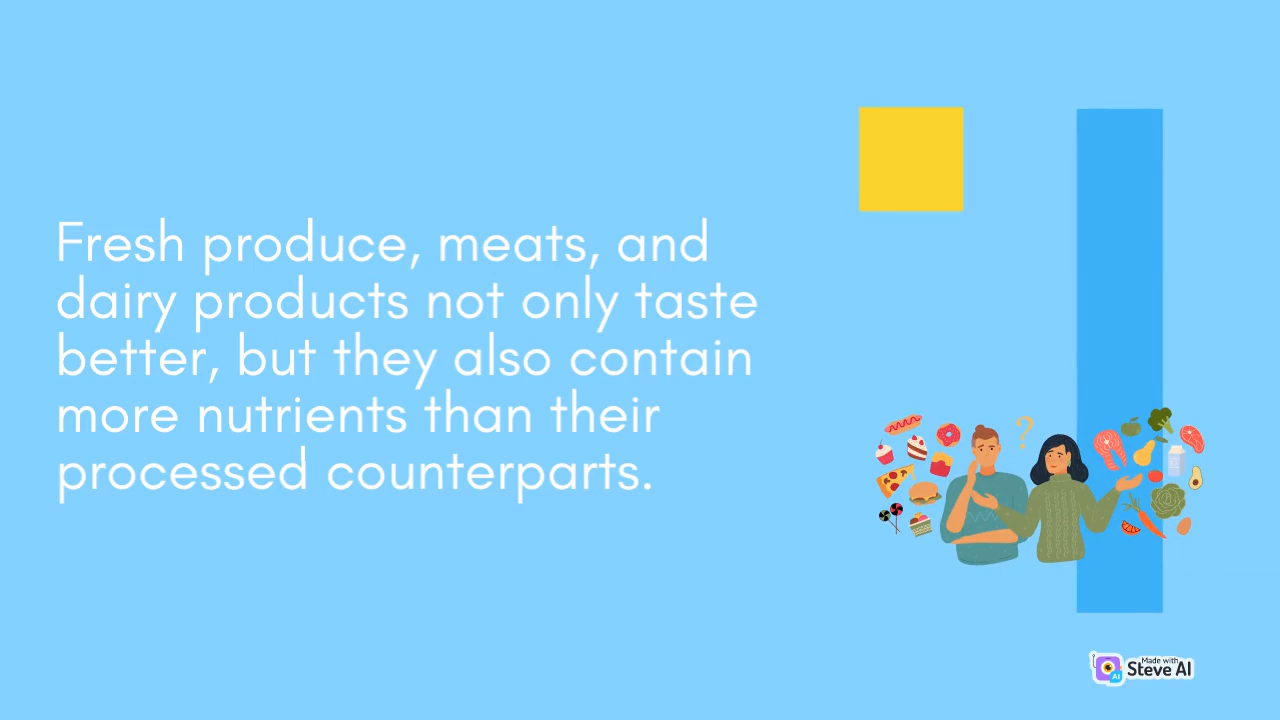 Fresh produce, meats, and
dairy products not only taste
better, but they also contain
more nutrients than their
processed counterparts.
?
Made with
AI Steve AI